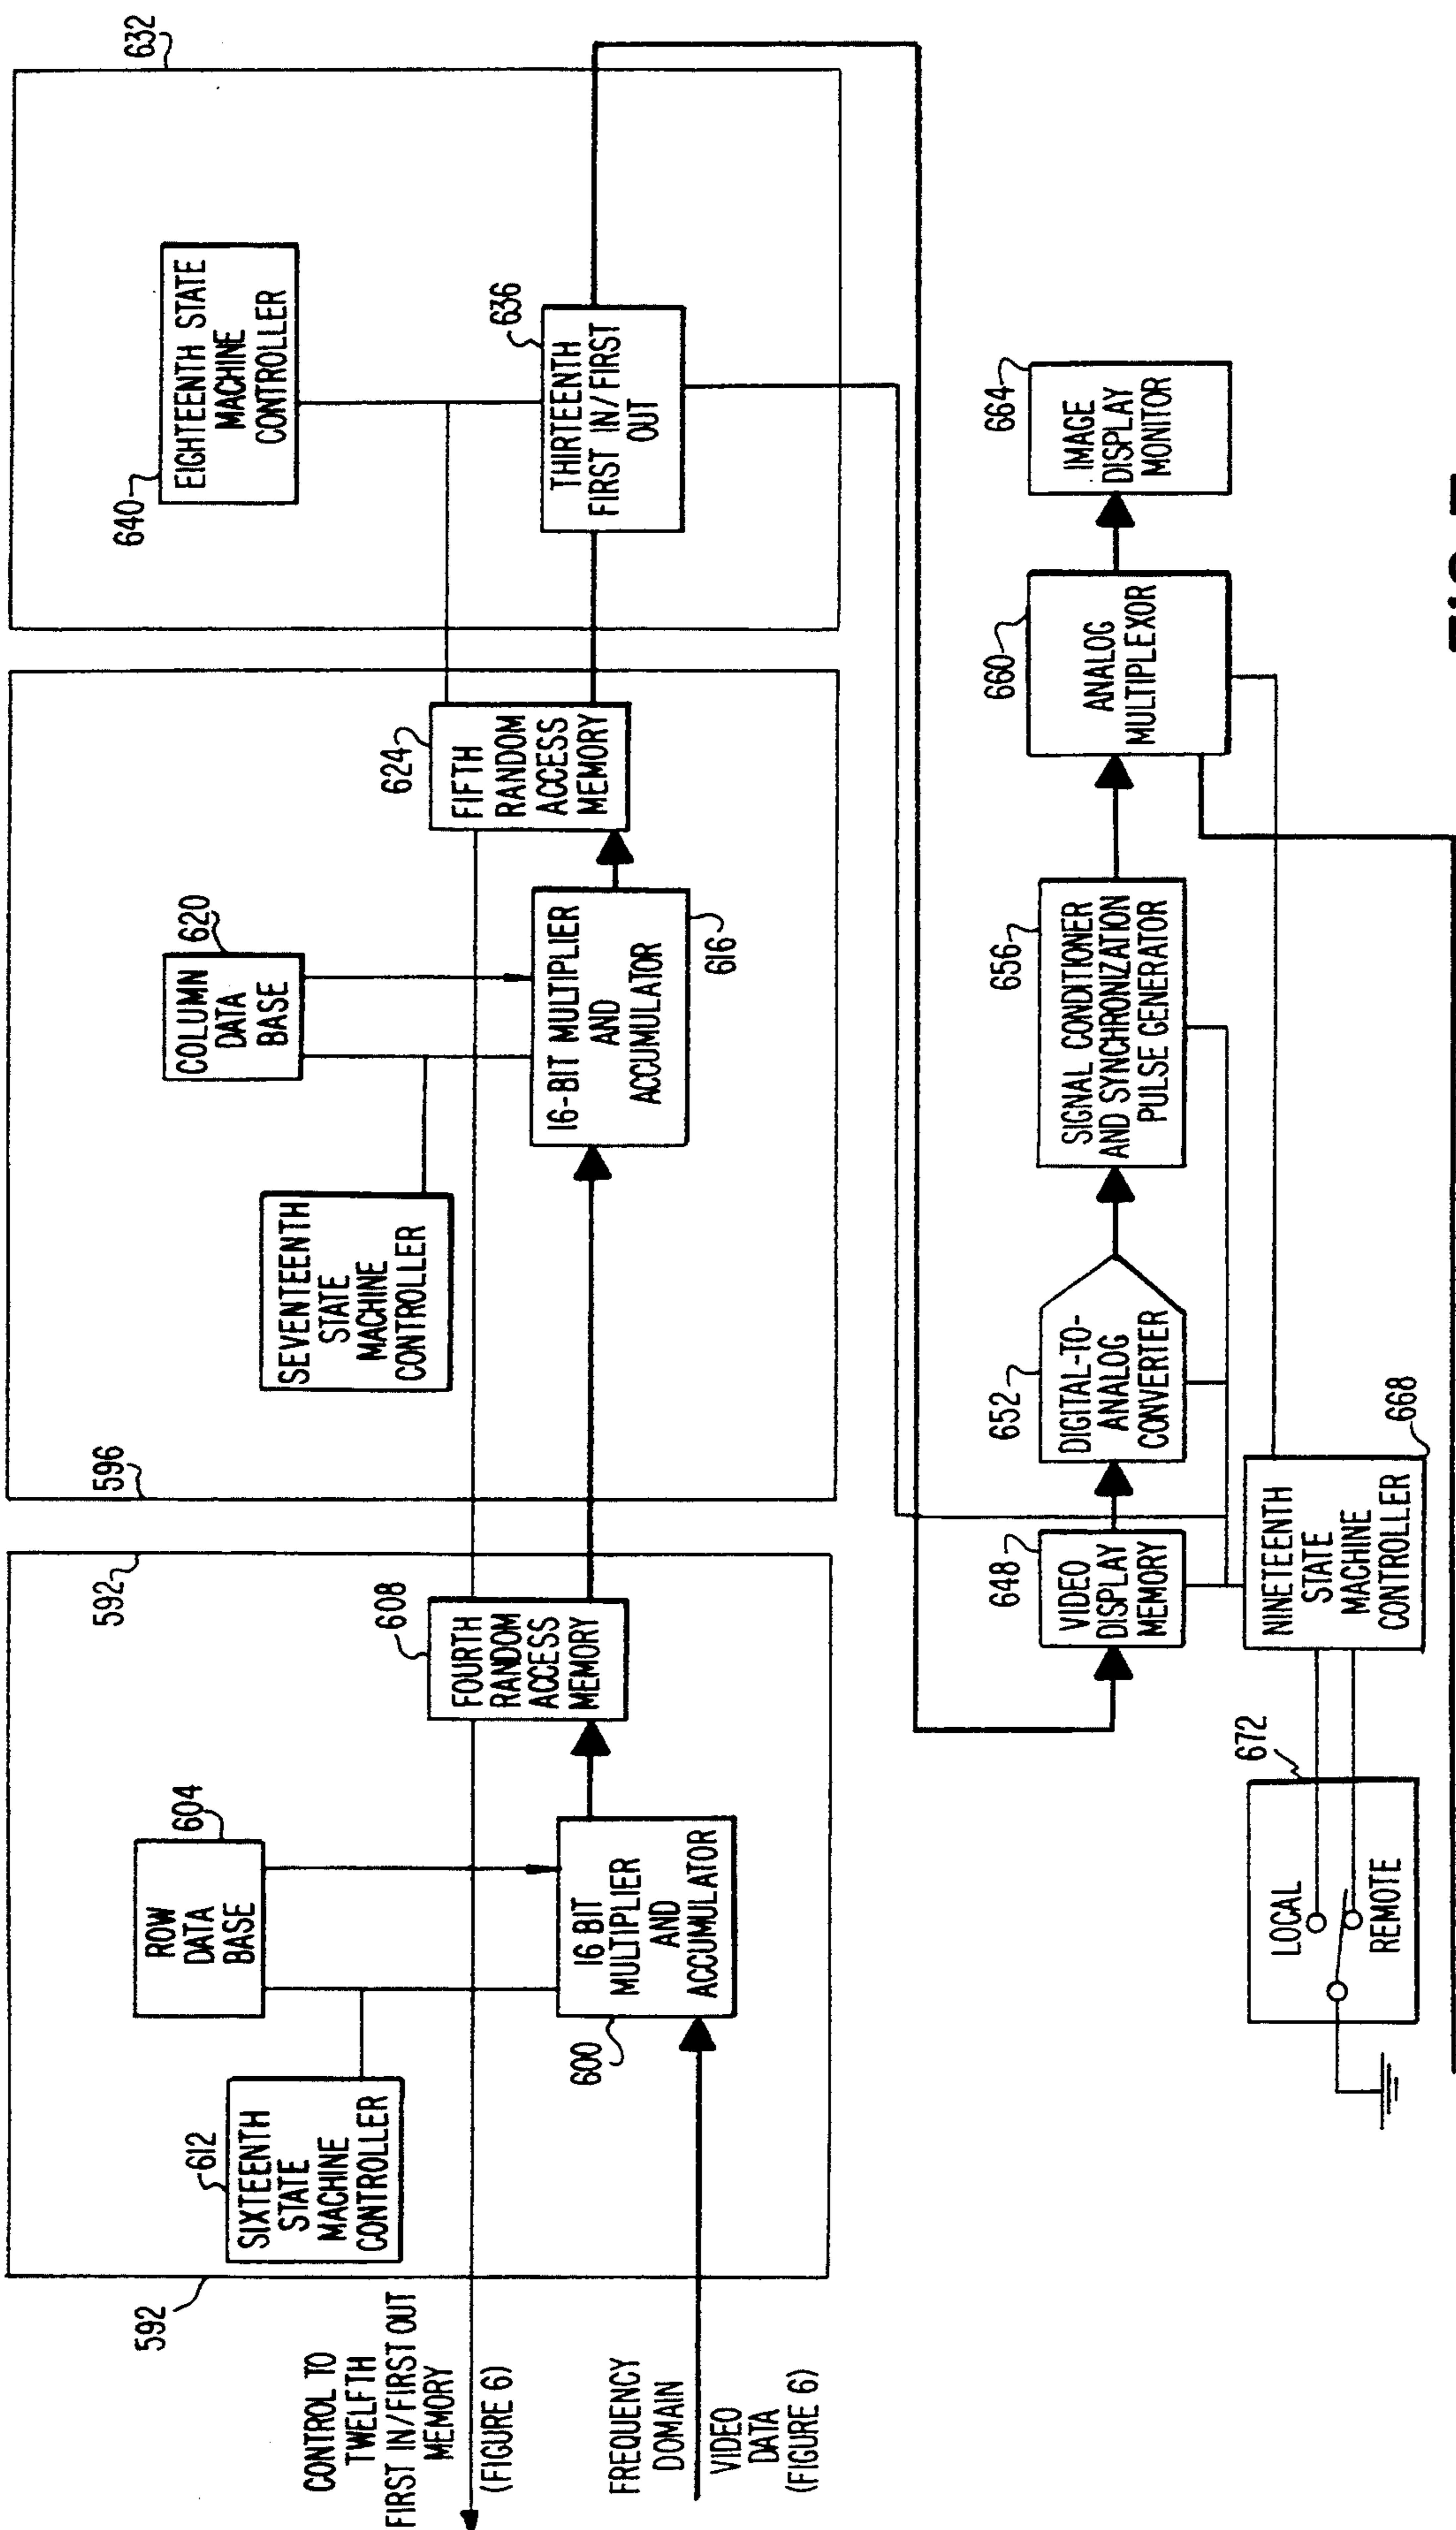 592
592
596
632
SIXTEENTH
STATE
MACHINE
CONTROLLER
612
ROW
DATA
BASE
604
16 BIT
MULTIPLIER
AND
ACCUMULATOR
600
FOURTH
RANDOM
ACCESS
MEMORY
608
SEVENTEENTH
STATE
MACHINE
CONTROLLER
COLUMN
DATA
BASE
620
16-BIT MULTIPLIER
AND
ACCUMULATOR
616
FIFTH
RANDOM
ACCESS
MEMORY
624
EIGHTEENTH STATE
MACHINE
CONTROLLER
640
THIRTEENTH
FIRST IN/FIRST
OUT
636
CONTROL TO
TWELFTH
FIRST IN/FIRST OUT
MEMORY
(FIGURE 6)
FREQUENCY
DOMAIN
VIDEO
DATA
(FIGURE 6)
648
VIDEO
DISPLAY
MEMORY
652
DIGITAL-TO-
ANALOG
CONVERTER
656
SIGNAL CONDITIONER
AND SYNCHRONIZATION
PULSE GENERATOR
660
ANALOG
MULTIPLEXOR
664
IMAGE
DISPLAY
MONITOR
668
NINETEENTH
STATE
MACHINE
CONTROLLER
672
LOCAL
REMOTE